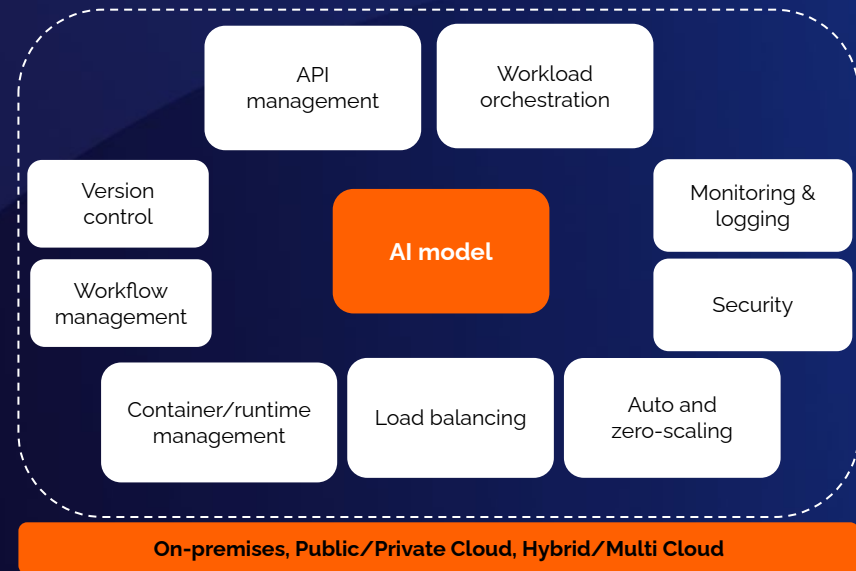 API
management
Workload
orchestration
Version
control
Monitoring &
logging
AI model
Workflow
management
Security
Container/runtime
management
Load balancing
Auto and
zero-scaling
On-premises, Public/Private Cloud, Hybrid/Multi Cloud